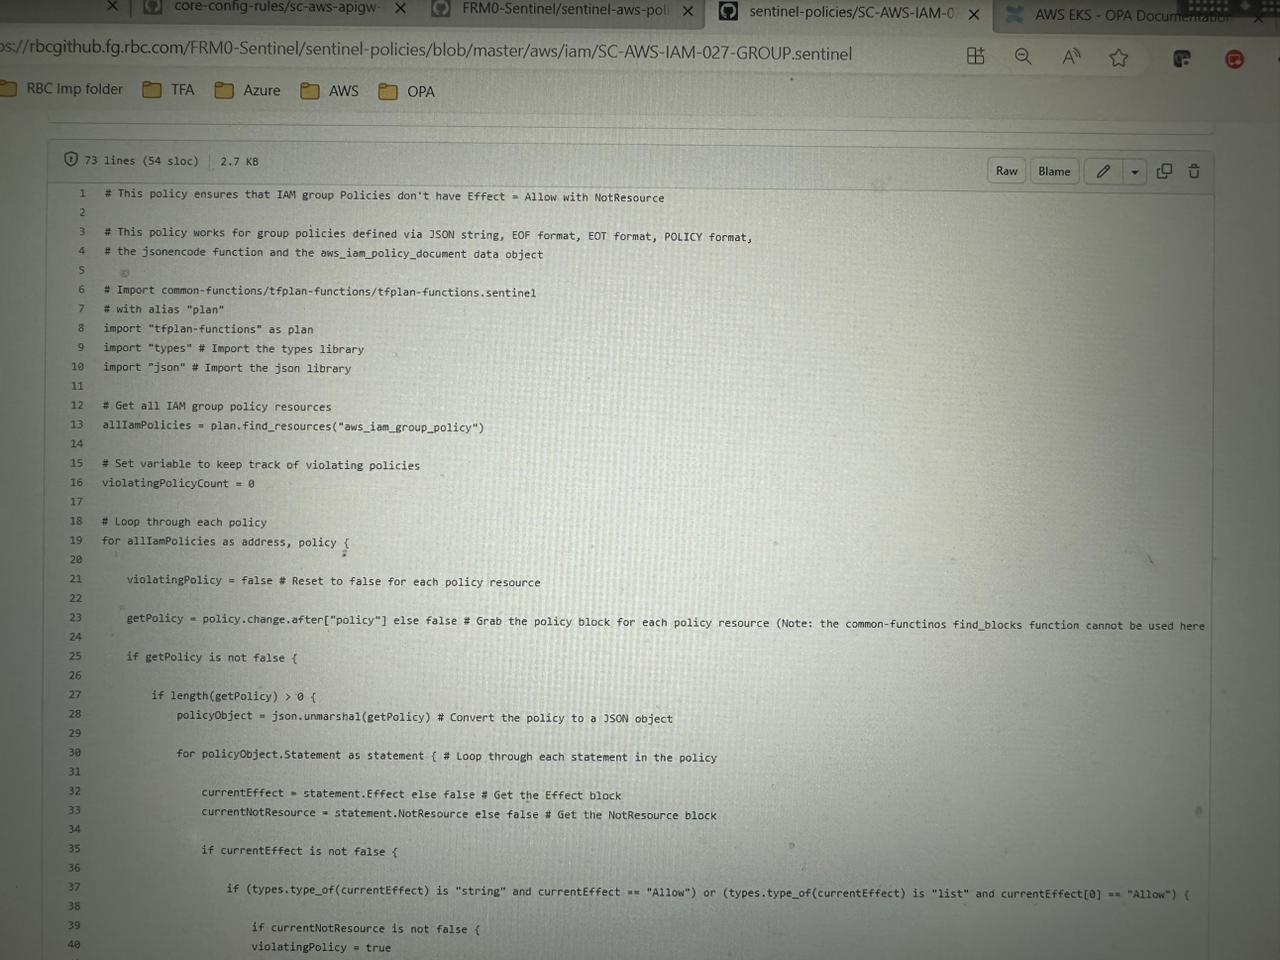 core-config-rules/sc-aws-apigw-
FRM0-Sentinel/sentinel-aws-poli
sentinel-policies/SC-AWS-IAM-0
AWS EKS - OPA Documentation
ps://rbcgithub.fg.rbc.com/FRM0-Sentinel/sentinel-policies/blob/master/aws/iam/SC-AWS-IAM-027-GROUP.sentinel
RBC Imp folder TFA Azure AWS OPA
73 lines (54 sloc) 2.7 KB
Raw Blame
1 # This policy ensures that IAM group Policies don't have Effect = Allow with NotResource
2
3 # This policy works for group policies defined via JSON string, EOF format, EOT format, POLICY format,
4 # the jsonencode function and the aws_iam_policy_document data object
5
6 # Import common-functions/tfplan-functions/tfplan-functions.sentinel
7 # with alias "plan"
8 import "tfplan-functions" as plan
9 import "types" # Import the types library
10 import "json" # Import the json library
11
12 # Get all IAM group policy resources
13 allIamPolicies = plan.find_resources("aws_iam_group_policy")
14
15 # Set variable to keep track of violating policies
16 violatingPolicyCount = 0
17
18 # Loop through each policy
19 for allIamPolicies as address, policy {
20
21 violatingPolicy = false # Reset to false for each policy resource
22
23 getPolicy = policy.change.after["policy"] else false # Grab the policy block for each policy resource (Note: the common-functinos find_blocks function cannot be used here
24
25 if getPolicy is not false {
26
27 if length(getPolicy) > 0 {
28 policyObject = json.unmarshal(getPolicy) # Convert the policy to a JSON object
29
30 for policyObject.Statement as statement { # Loop through each statement in the policy
31
32 currentEffect = statement.Effect else false # Get the Effect block
33 currentNotResource = statement.NotResource else false # Get the NotResource block
34
35 if currentEffect is not false {
36
37 if (types.type_of(currentEffect) is "string" and currentEffect == "Allow") or (types.type_of(currentEffect) is "list" and currentEffect[0] == "Allow") {
38
39 if currentNotResource is not false {
40 violatingPolicy = true